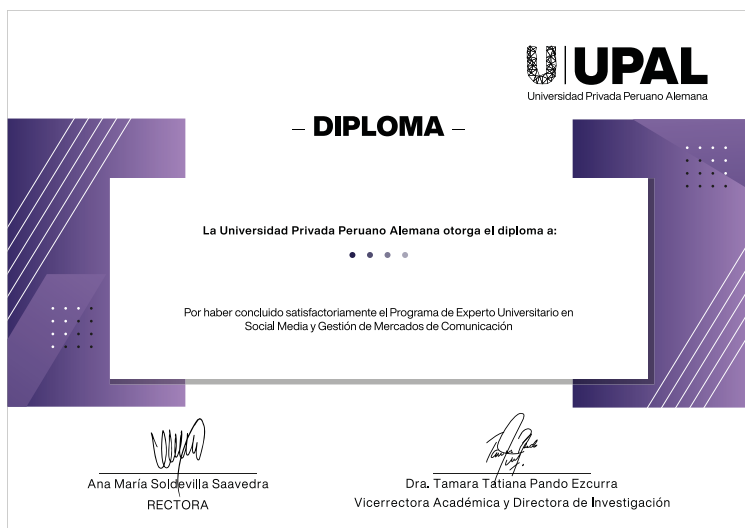 UPAL
Universidad Privada Peruano Alemana
– DIPLOMA –
La Universidad Privada Peruano Alemana otorga el diploma a:
Por haber concluido satisfactoriamente el Programa de Experto Universitario en
Social Media y Gestión de Mercados de Comunicación
Ana María Soldevilla Saavedra
RECTORA
Dra. Tamara Tatiana Pando Ezcurra
Vicerrectora Académica y Directora de Investigación